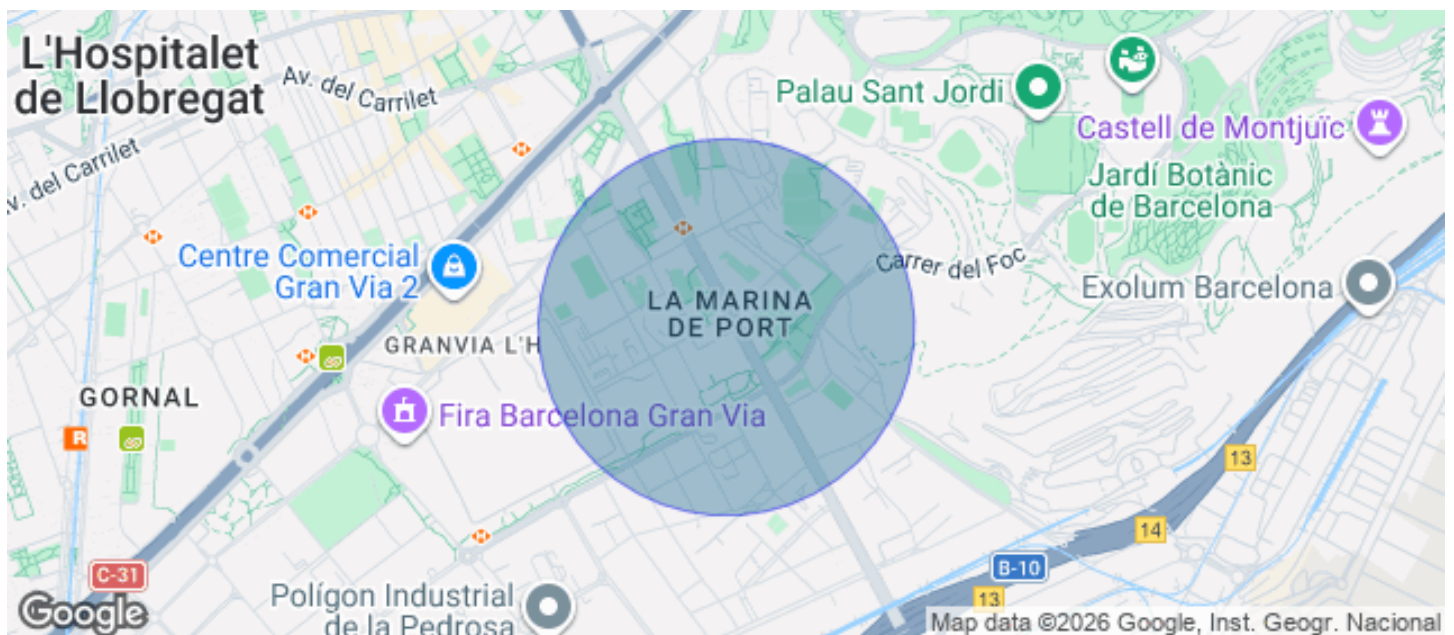 L'Hospitalet
de Llobregat
Av. del Carrilet
Av. del Carrilet
Palau Sant Jordi
Castell de Montjuïc
Jardí Botànic
de Barcelona
Centre Comercial
Gran Via 2
Carrer del Foc
Exolum Barcelona
LA MARINA
DE PORT
GRANVIA L'H
GORNAL
Fira Barcelona Gran Via
R
M
M
M
M
M
M
13
14
B-10
13
C-31
Polígon Industrial
de la Pedrosa
Google
Map data ©2026 Google, Inst. Geogr. Nacional